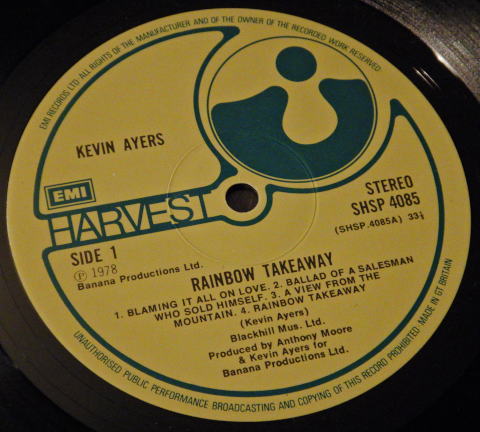 EMI RECORDS LTD ALL RIGHTS OF THE MANUFACTURER AND OF THE OWNER OF THE RECORDED WORK RESERVED
KEVIN AYERS
EMI
HARVEST
STEREO
SHSP 4085
(SHSP.4085A) 33⅓
SIDE 1
Ⓟ 1978
Banana Productions Ltd.
RAINBOW TAKEAWAY
1. BLAMING IT ALL ON LOVE. 2. BALLAD OF A SALESMAN
WHO SOLD HIMSELF. 3. A VIEW FROM THE
MOUNTAIN. 4. RAINBOW TAKEAWAY
(Kevin Ayers)
Blackhill Mus. Ltd.
Produced by Anthony Moore
& Kevin Ayers for
Banana Productions Ltd.
UNAUTHORISED PUBLIC PERFORMANCE BROADCASTING AND COPYING OF THIS RECORD PROHIBITED · MADE IN GT BRITAIN